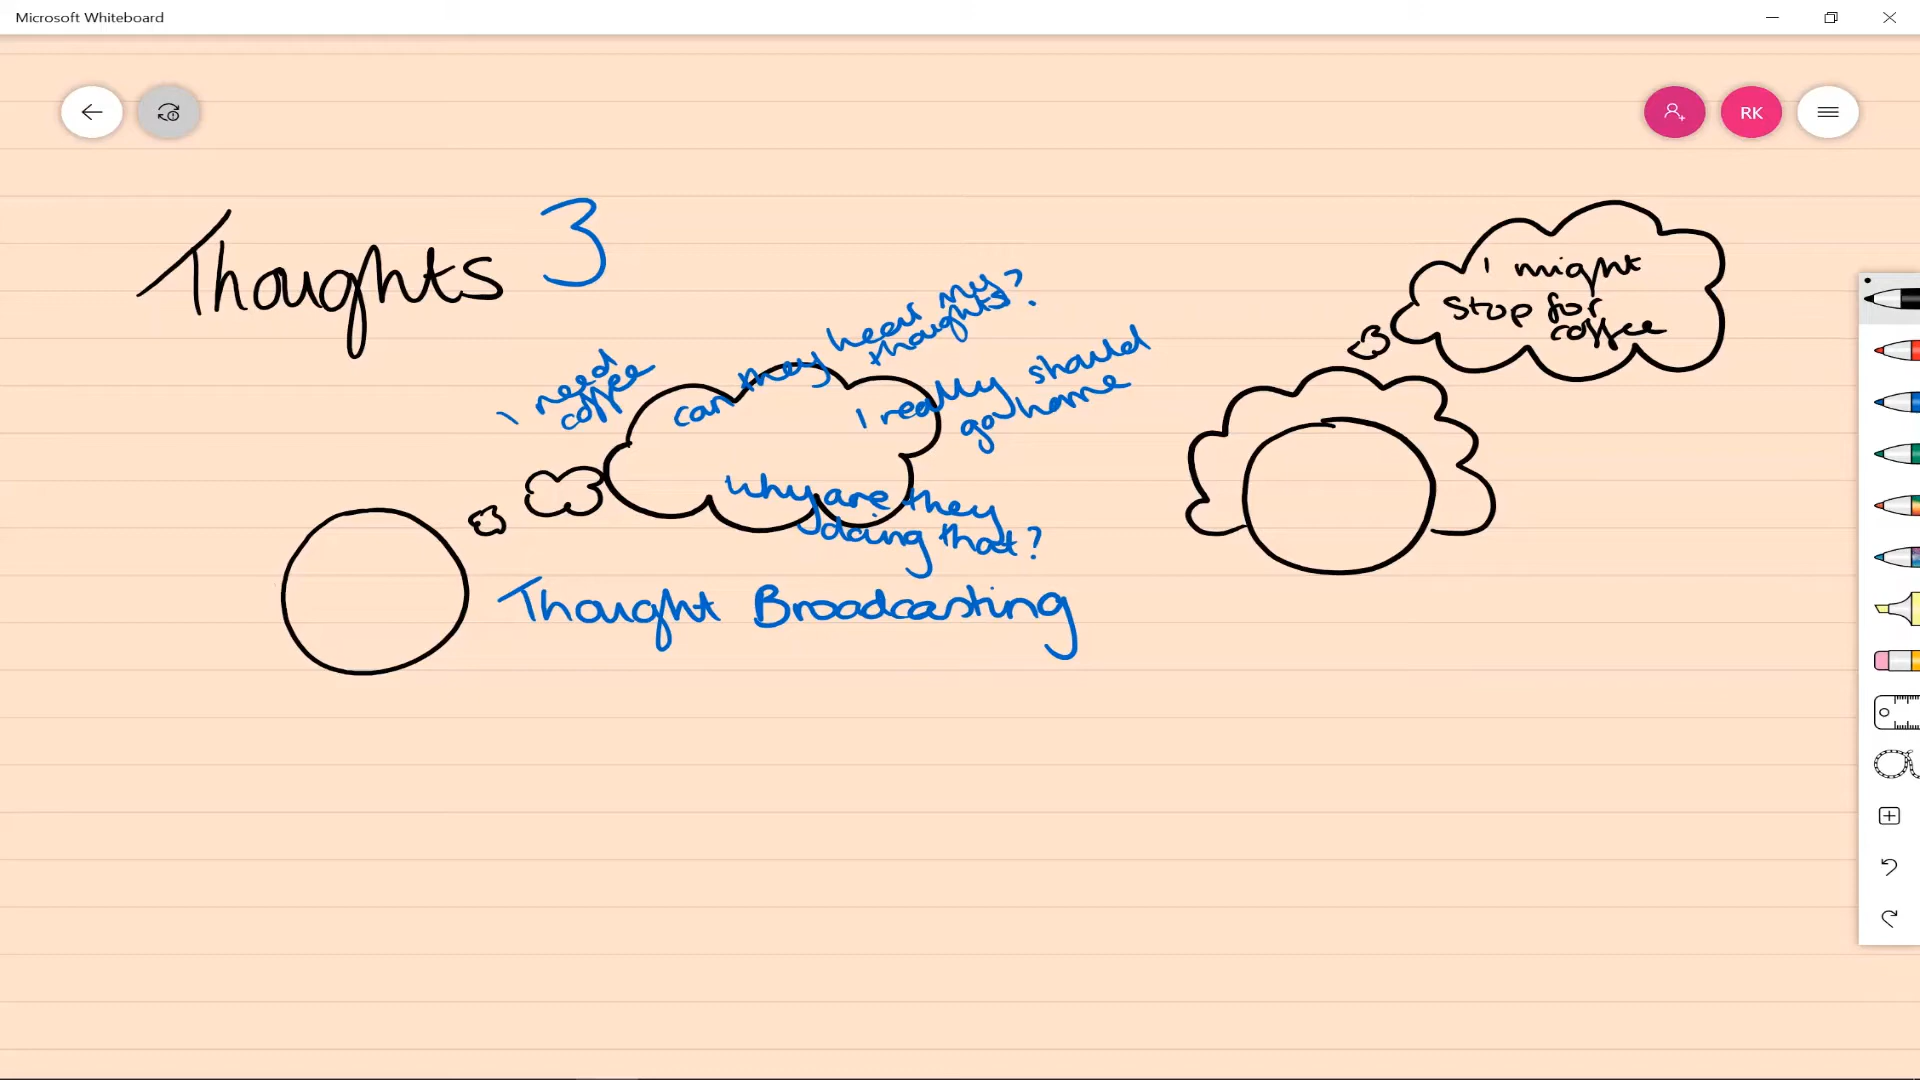 Microsoft Whiteboard
RK
Thoughts 3
I need
coffee
can they hear my
thoughts?
I really should
go home
why are they
doing that?
Thought Broadcasting
I might
stop for
coffee